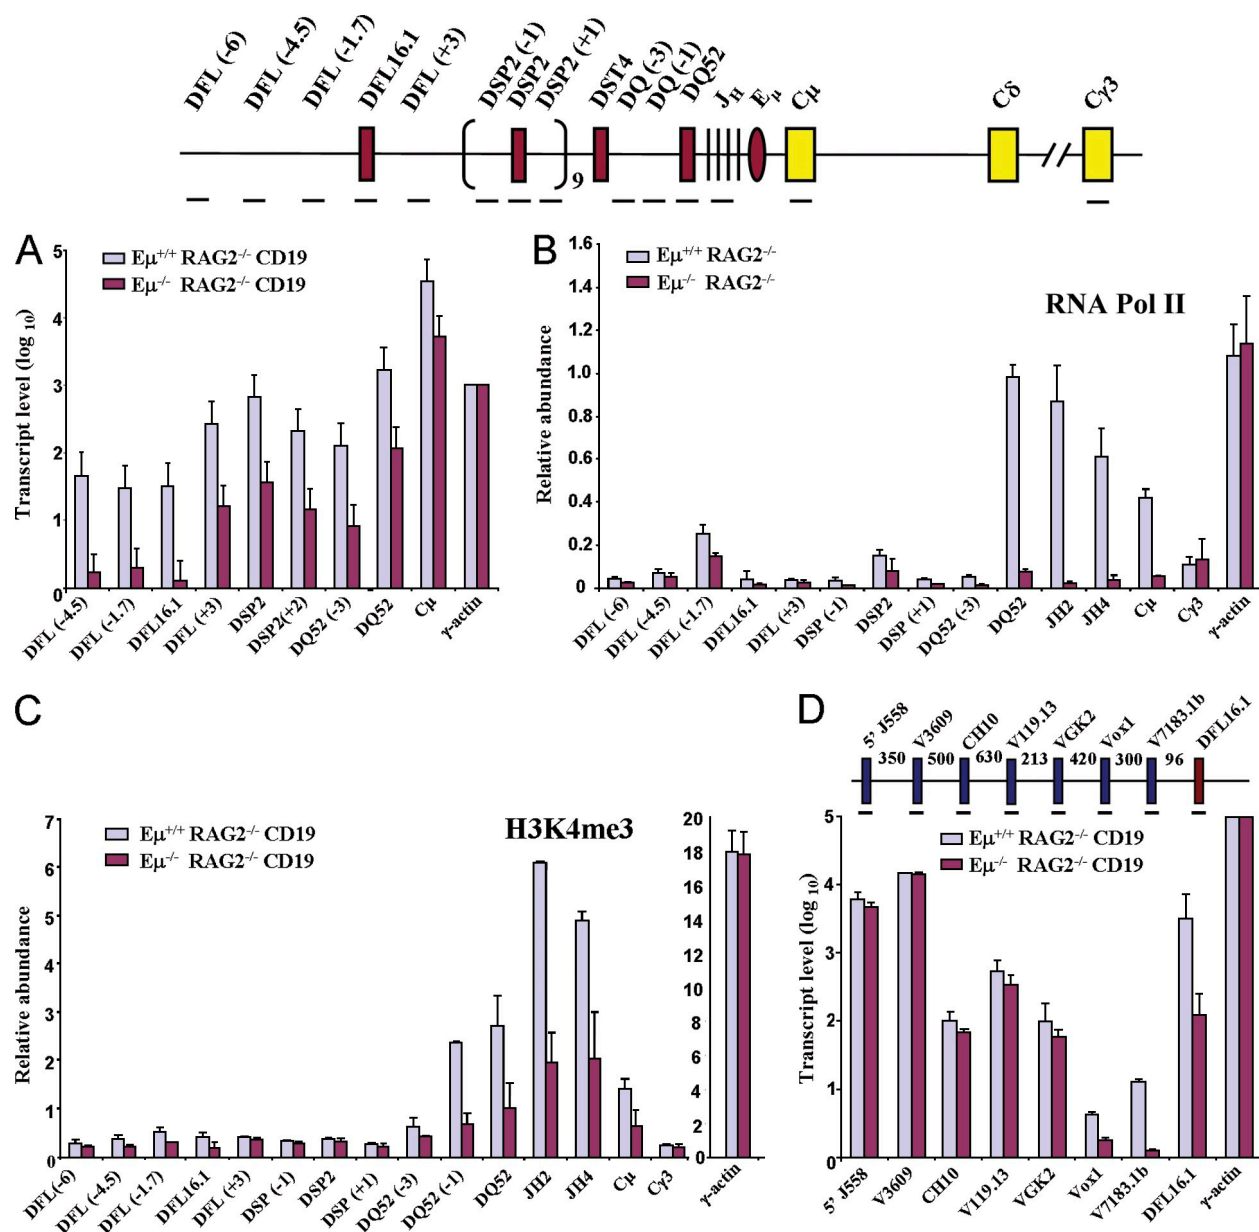 DFL (-6) DFL (-4.5) DFL (-1.7) DFL16.1 DFL (+3) DSP2 (-1) DSP2 DSP2 (+1) DST4 DQ (-3) DQ (-1) DQ52 JH Eμ Cμ Cδ Cγ3
9
A
Eμ+/+ RAG2-/- CD19
Eμ-/- RAG2-/- CD19
Transcript level (log 10)
5
4
3
2
1
0
DFL (-4.5) DFL (-1.7) DFL16.1 DFL (+3) DSP2 DSP2(+2) DQ52 (-3) DQ52 Cμ γ-actin
B
Eμ+/+ RAG2-/-
Eμ-/- RAG2-/-
RNA Pol II
Relative abundance
1.6
1.4
1.2
1.0
0.8
0.6
0.4
0.2
0
DFL (-6) DFL (-4.5) DFL (-1.7) DFL16.1 DFL (+3) DSP (-1) DSP2 DSP (+1) DQ52 (-3) DQ52 JH2 JH4 Cμ Cγ3 γ-actin
C
Eμ+/+ RAG2-/- CD19
Eμ-/- RAG2-/- CD19
H3K4me3
Relative abundance
7
6
5
4
3
2
1
0
20
18
16
14
12
10
8
6
4
2
0
DFL (-6) DFL (-4.5) DFL (-1.7) DFL16.1 DFL (+3) DSP (-1) DSP2 DSP (+1) DQ52 (-3) DQ52 (-1) DQ52 JH2 JH4 Cμ Cγ3 γ-actin
D
5' J558 V3609 CH10 V119.13 VGK2 Vox1 V7183.1b DFL16.1
350 500 630 213 420 300 96
Eμ+/+ RAG2-/- CD19
Eμ-/- RAG2-/- CD19
Transcript level (log 10)
5
4
3
2
1
0
5' J558 V3609 CH10 V119.13 VGK2 Vox1 V7183.1b DFL16.1 γ-actin